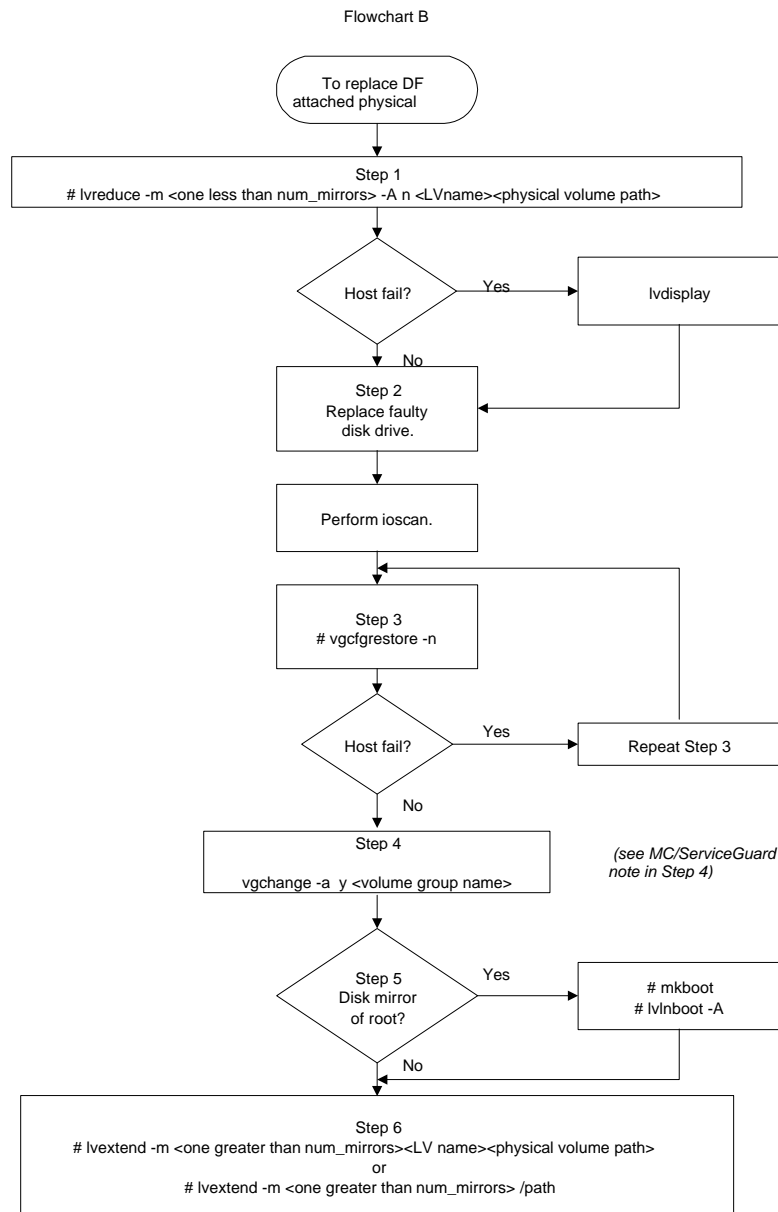 Flowchart B
To replace DF
attached physical
Step 1
# lvreduce -m <one less than num_mirrors> -A n <LVname><physical volume path>
Host fail?
Yes
lvdisplay
No
Step 2
Replace faulty
disk drive.
Perform ioscan.
Step 3
# vgcfgrestore -n
Host fail?
Yes
Repeat Step 3
No
Step 4
vgchange -a y <volume group name>
(see MC/ServiceGuard
note in Step 4)
Step 5
Disk mirror
of root?
Yes
# mkboot
# lvlnboot -A
No
Step 6
# lvextend -m <one greater than num_mirrors><LV name><physical volume path>
or
# lvextend -m <one greater than num_mirrors> /path